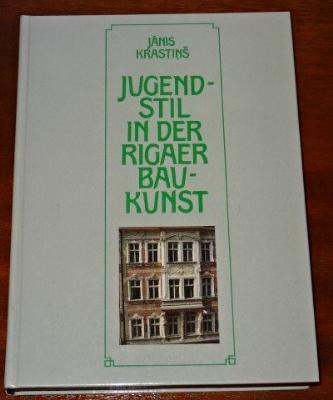 JĀNIS
KRASTIŅŠ
JUGEND-
STIL
IN DER
RIGAER
BAU-
KUNST